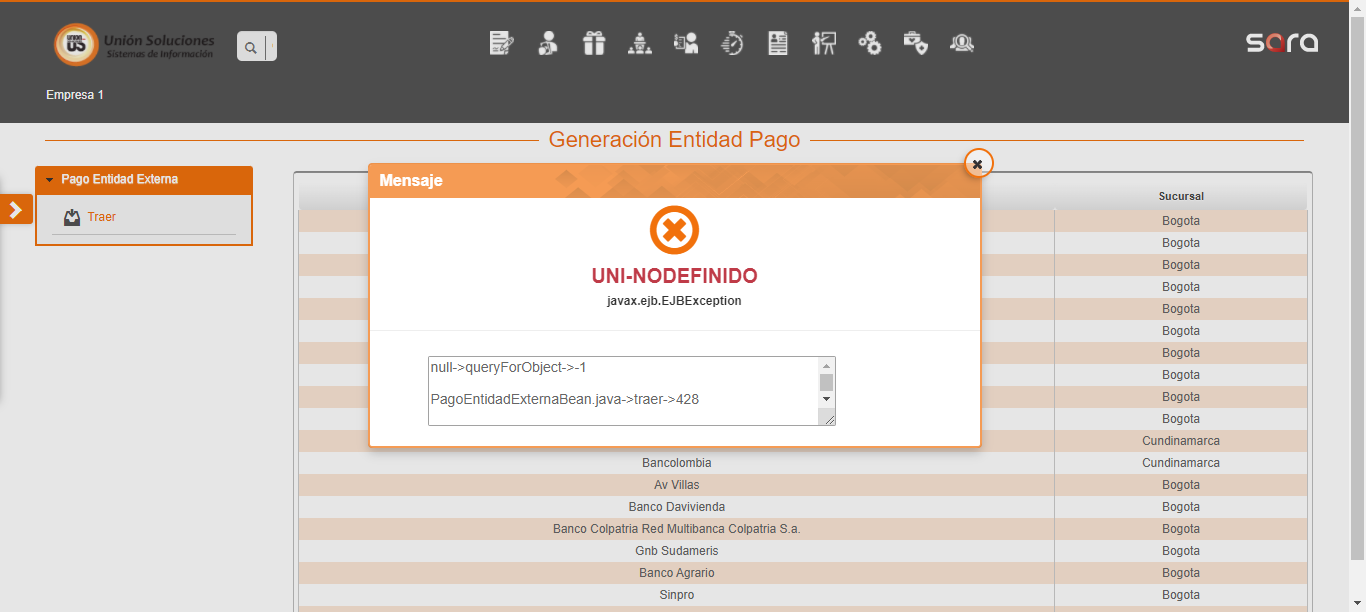 UNION
US
Unión Soluciones
Sistemas de Información
sara
Empresa 1
Generación Entidad Pago
Pago Entidad Externa
Traer
Mensaje
UNI-NODEFINIDO
javax.ejb.EJBException
null->queryForObject->-1
PagoEntidadExternaBean.java->traer->428
Sucursal
Bogota
Bogota
Bogota
Bogota
Bogota
Bogota
Bogota
Bogota
Bogota
Bogota
Cundinamarca
Bancolombia Cundinamarca
Av Villas Bogota
Banco Davivienda Bogota
Banco Colpatria Red Multibanca Colpatria S.a. Bogota
Gnb Sudameris Bogota
Banco Agrario Bogota
Sinpro Bogota